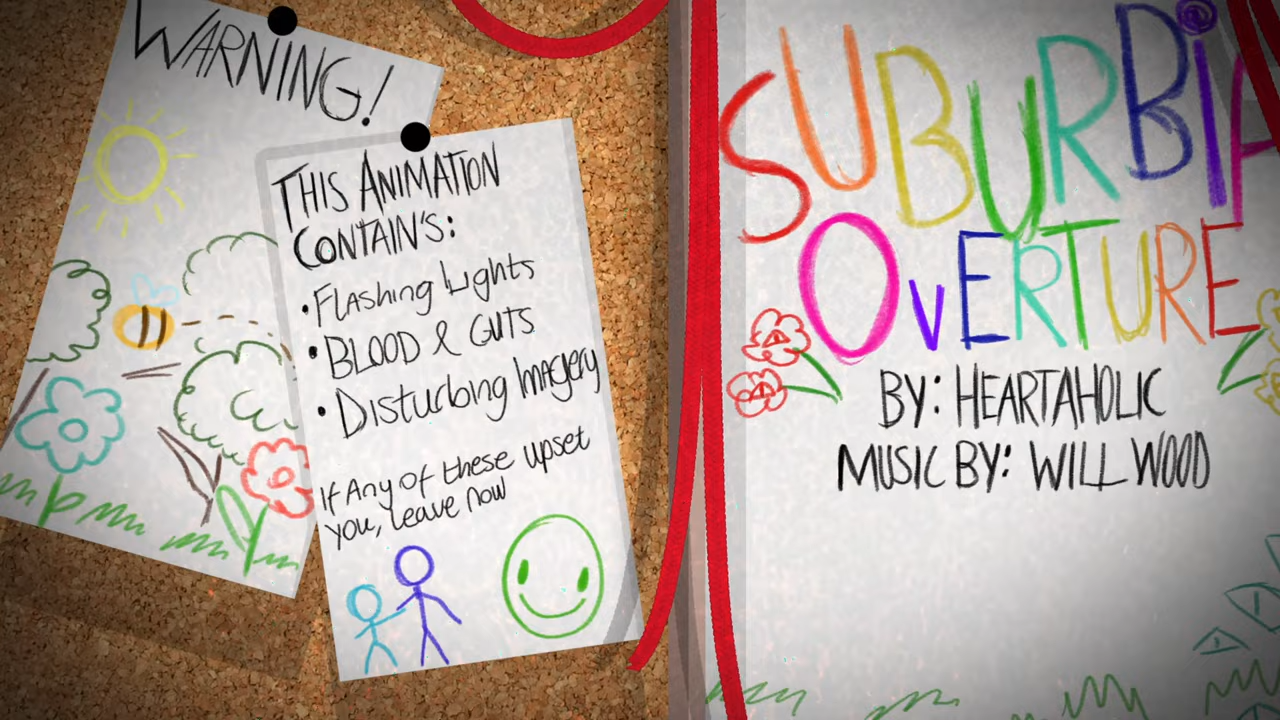 WARNING!
THIS ANIMATION
CONTAIN'S:
• Flashing Lights
• BLOOD & GUTS
• Disturbing Imagery
If Any of these upset
you, leave now
SUBURBiA
OvERTURE
BY: HEARTAHOLIC
MUSIC BY: WILL WOOD